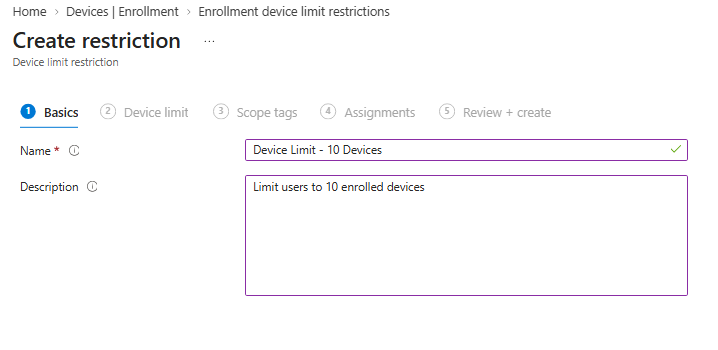 Home > Devices | Enrollment > Enrollment device limit restrictions
Create restriction ...
Device limit restriction
1 Basics 2 Device limit 3 Scope tags 4 Assignments 5 Review + create
Name * Device Limit - 10 Devices
Description Limit users to 10 enrolled devices